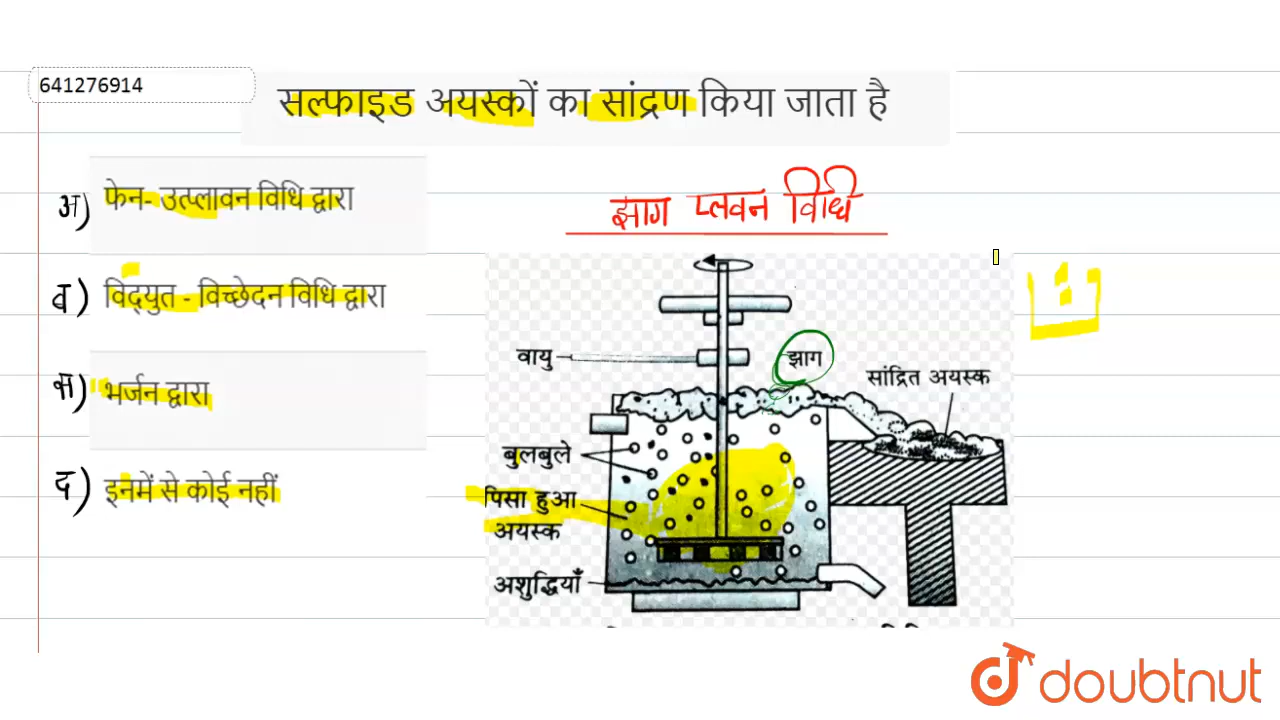 641276914
सल्फाइड अयस्कों का सांद्रण किया जाता है
अ) फेन- उत्प्लावन विधि द्वारा
ब) विद्युत - विच्छेदन विधि द्वारा
स) भर्जन द्वारा
द) इनमें से कोई नहीं
झाग प्लवन विधि
वायु
झाग
सांद्रित अयस्क
बुलबुले
पिसा हुआ
अयस्क
अशुद्धियाँ
doubtnut